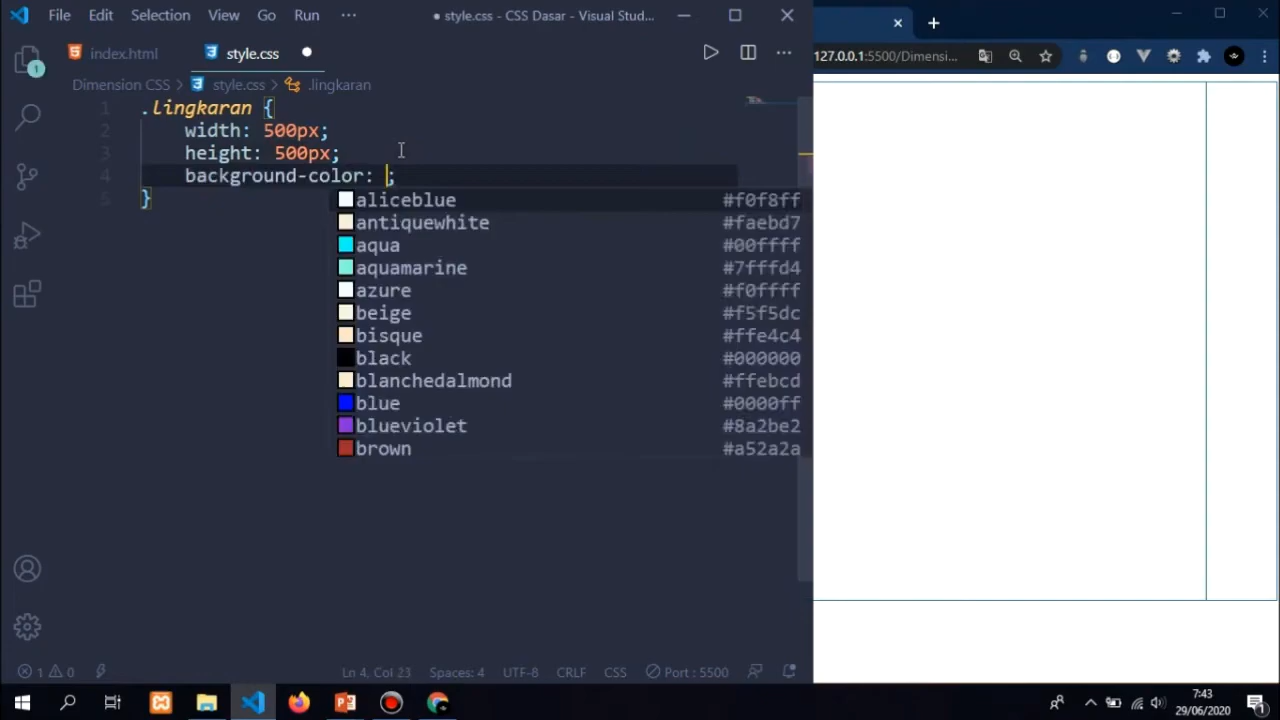 File Edit Selection View Go Run ··· ● style.css - CSS Dasar - Visual Stud...
index.html style.css
127.0.0.1:5500/Dimensi...
Dimension CSS > style.css > .lingkaran
1 .lingkaran {
2 width: 500px;
3 height: 500px;
4 background-color: ;
5 }
aliceblue #f0f8ff
antiquewhite #faebd7
aqua #00ffff
aquamarine #7fffd4
azure #f0ffff
beige #f5f5dc
bisque #ffe4c4
black #000000
blanchedalmond #ffebcd
blue #0000ff
blueviolet #8a2be2
brown #a52a2a
1
1 0 Ln 4, Col 23 Spaces: 4 UTF-8 CRLF CSS Port : 5500
7:43
29/06/2020
1